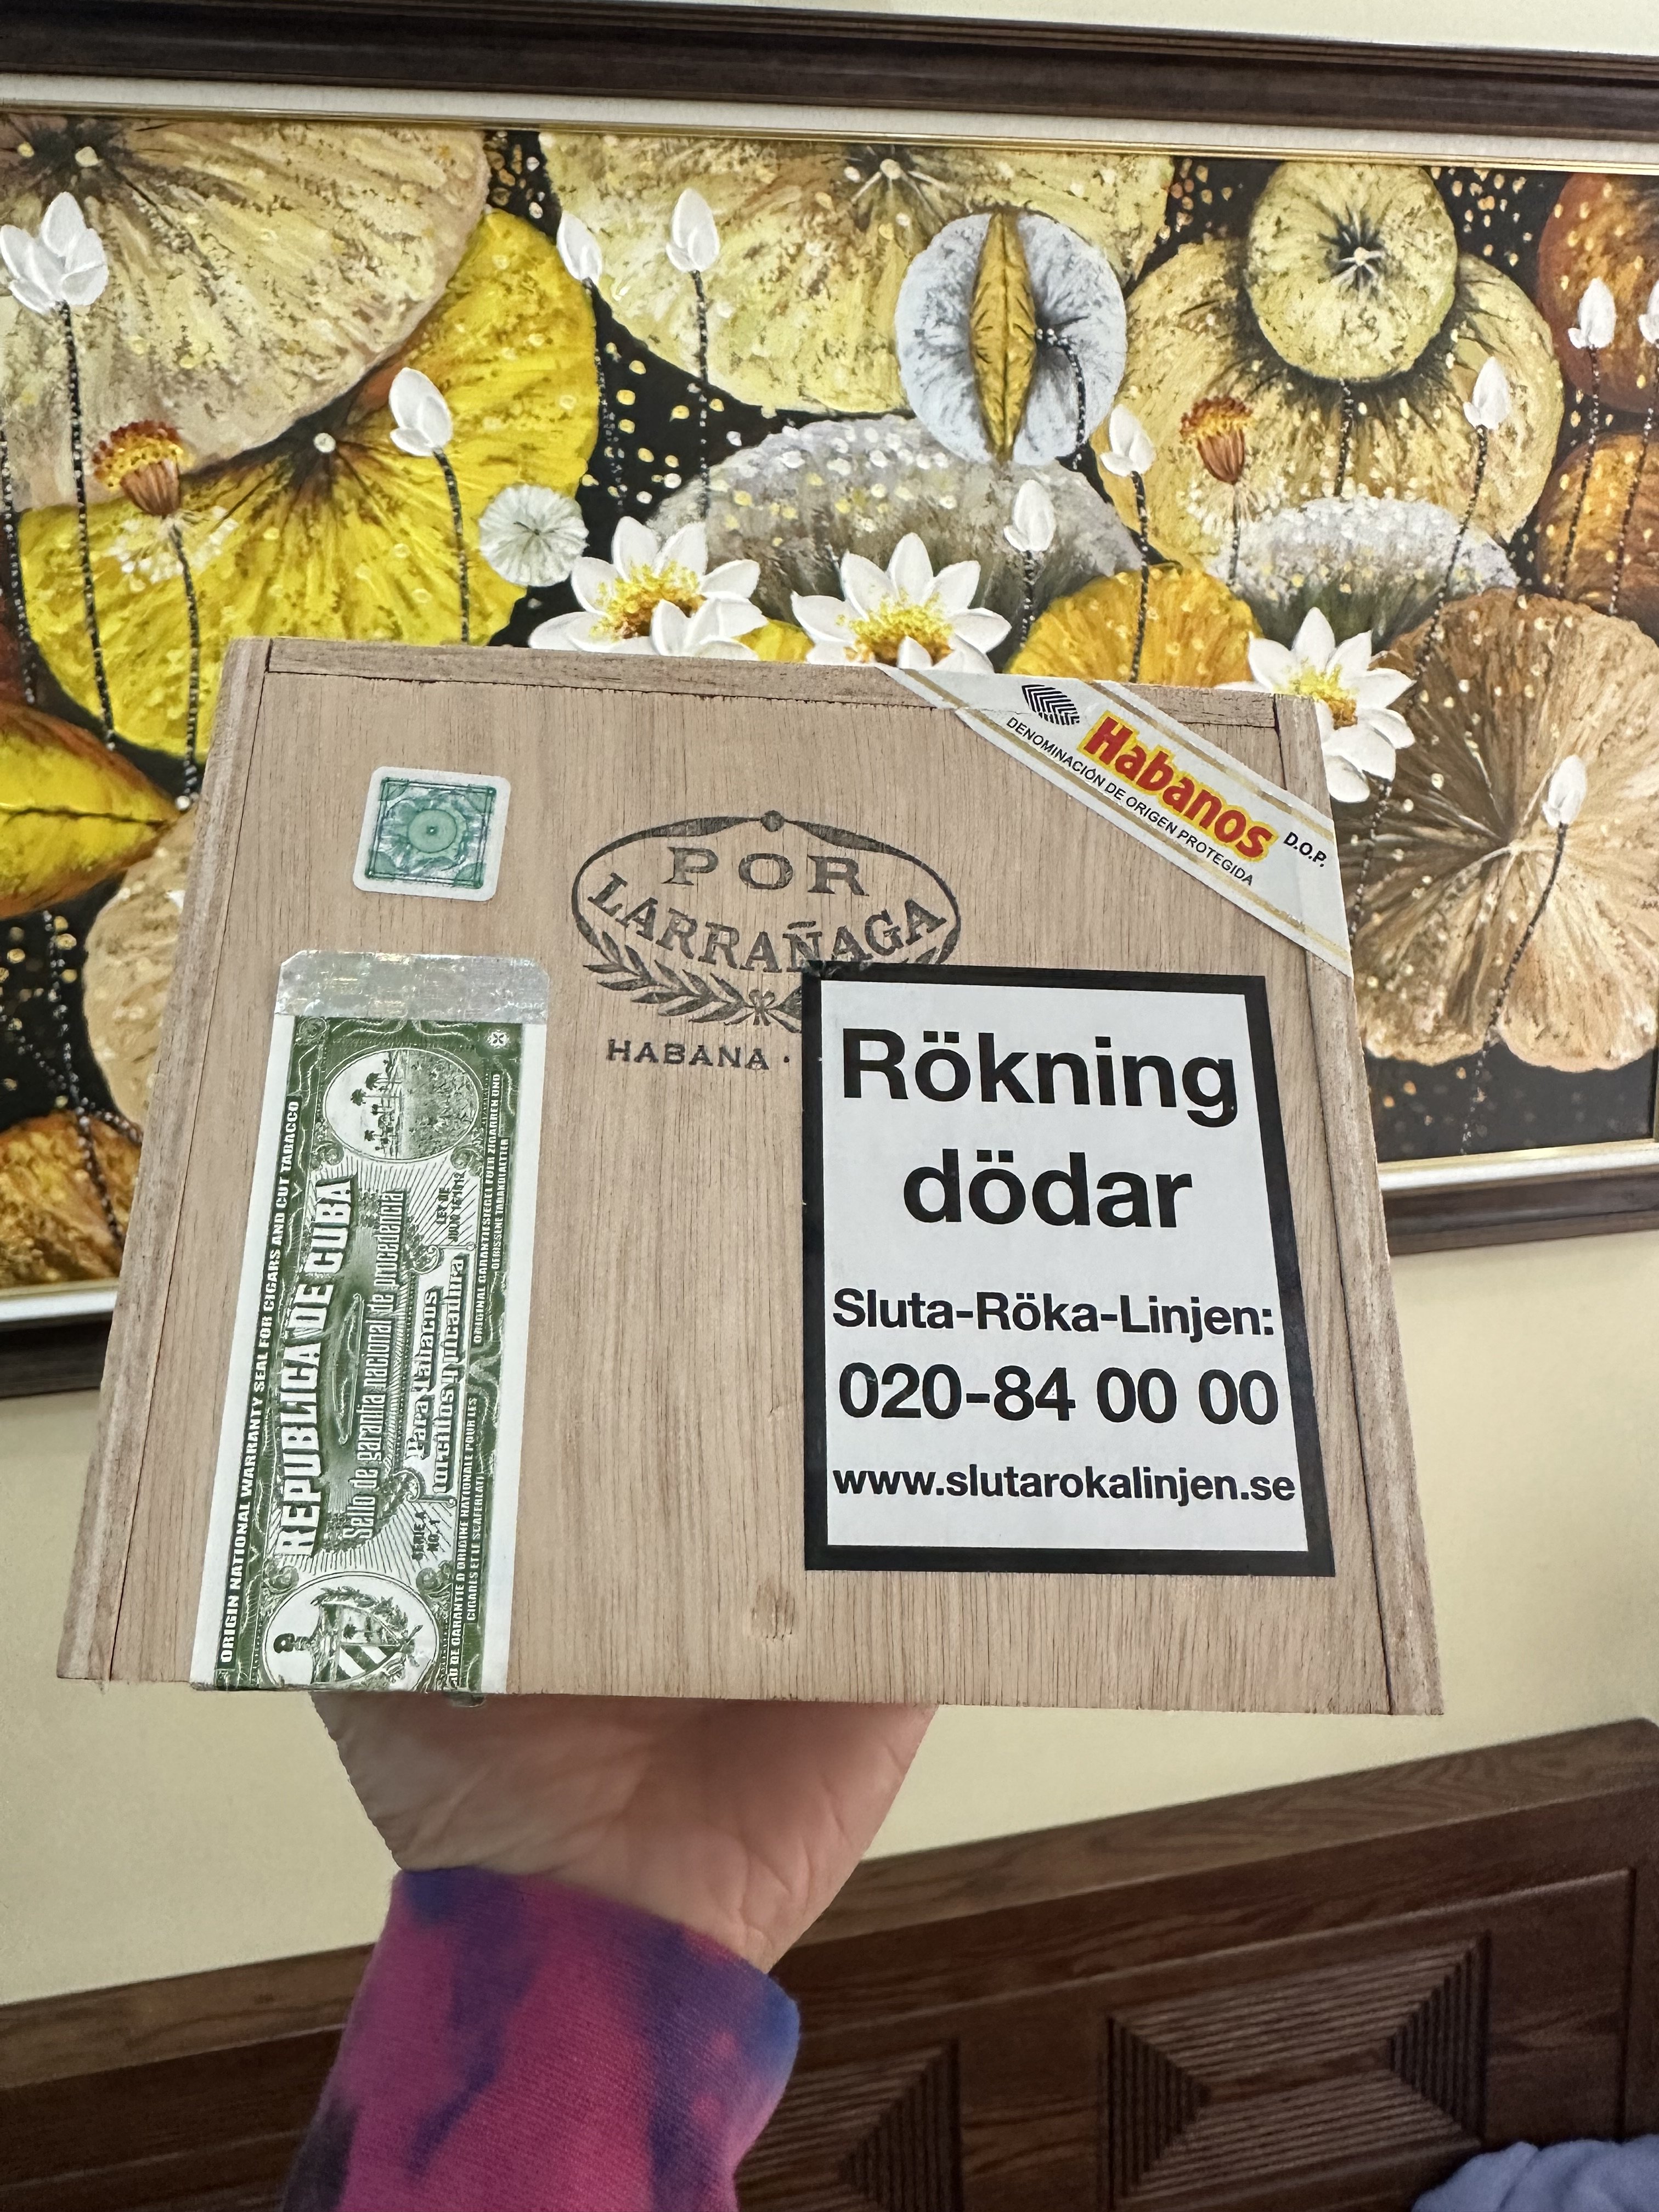 Habanos
D.O.P.
DENOMINACIÓN DE ORIGEN PROTEGIDA
POR
LARRAÑAGA
HABANA ·
Rökning
dödar
Sluta-Röka-Linjen:
020-84 00 00
www.slutarokalinjen.se
ORIGIN NATIONAL WARRANTY SEAL FOR CIGARS AND CUT TABACCO
REPUBLICA DE CUBA
Sello de garantia nacional de procedencia
Para Tabacos